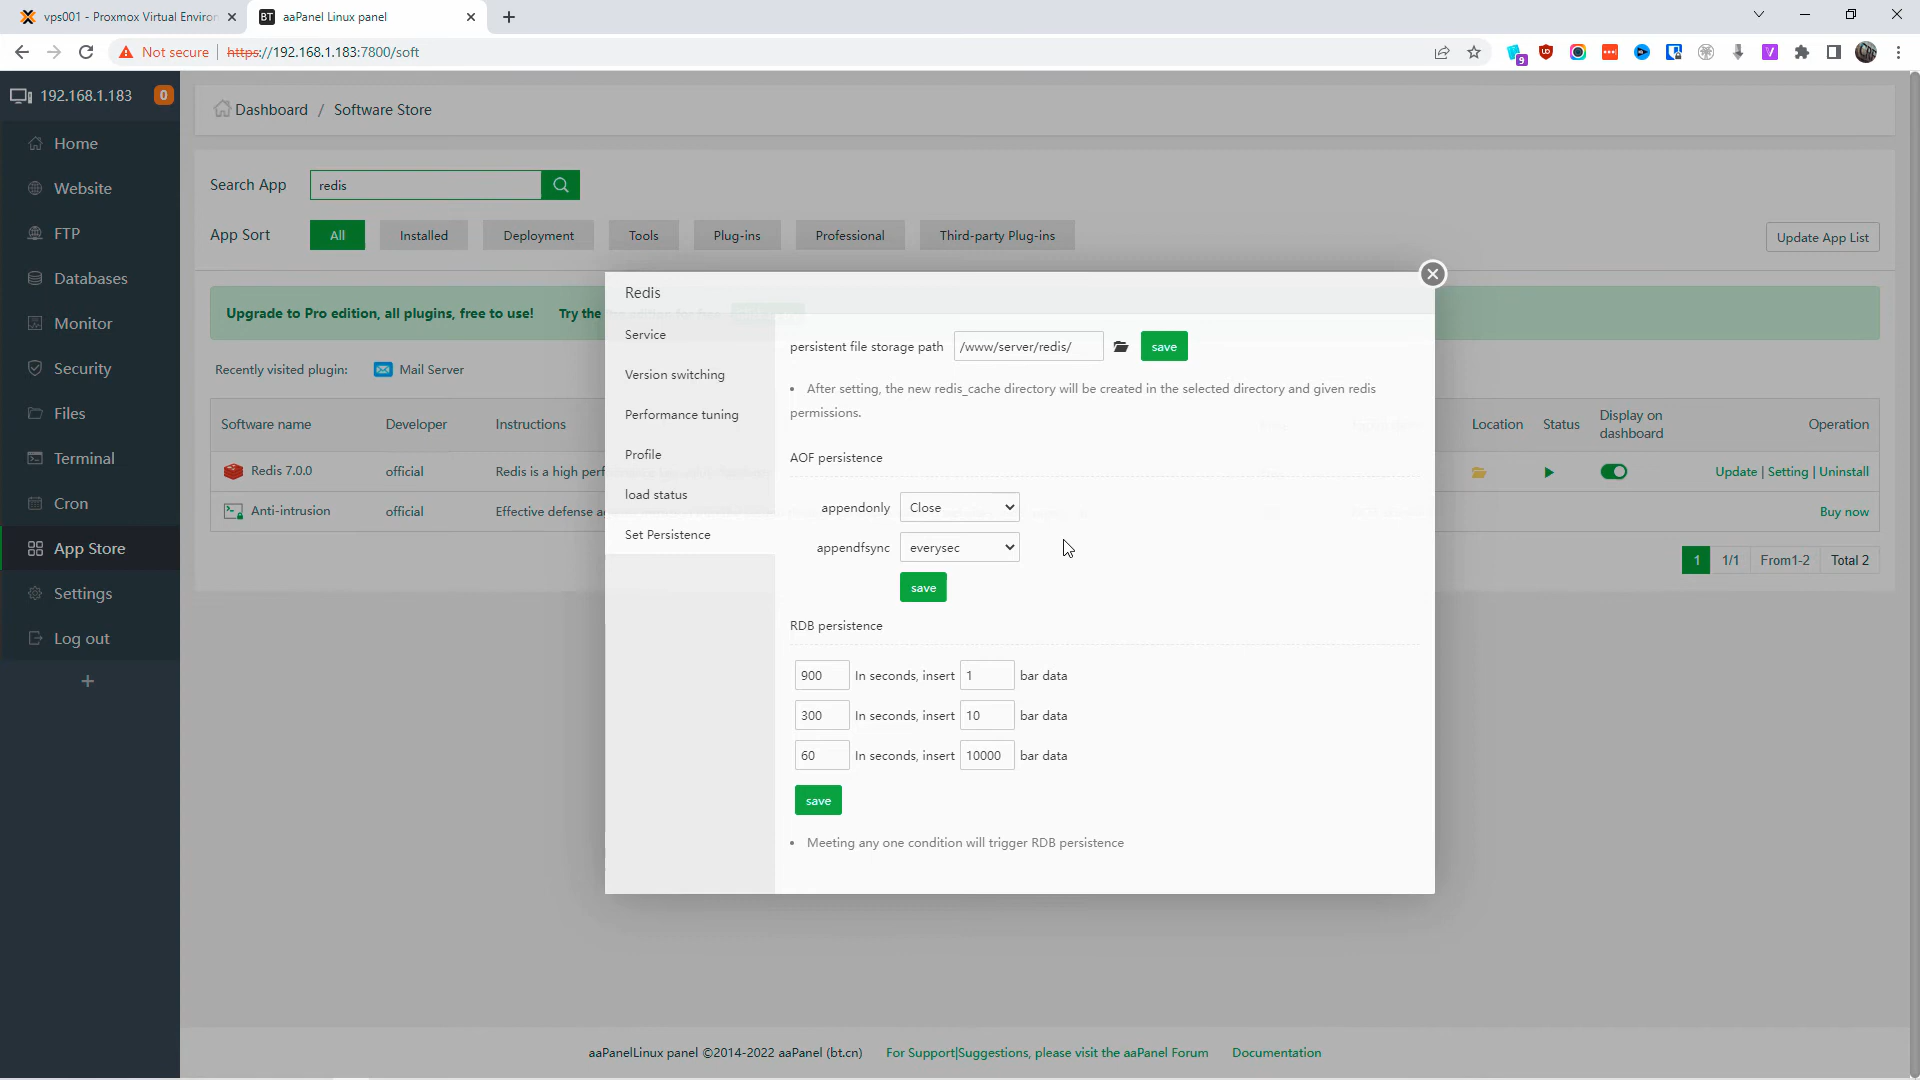 vps001 - Proxmox Virtual Environ
aaPanel Linux panel
Not secure
https://192.168.1.183:7800/soft
9
192.168.1.183
0
Home
Website
FTP
Databases
Monitor
Security
Files
Terminal
Cron
App Store
Settings
Log out
Dashboard / Software Store
Search App
redis
App Sort
All
Installed
Deployment
Tools
Plug-ins
Professional
Third-party Plug-ins
Update App List
Upgrade to Pro edition, all plugins, free to use!
Try the
Recently visited plugin:
Mail Server
Software name
Developer
Instructions
Location
Status
Display on
dashboard
Operation
Redis 7.0.0
official
Redis is a high perf
Update | Setting | Uninstall
Anti-intrusion
official
Effective defense ag
Buy now
1
1/1
From1-2
Total 2
Redis
Service
Version switching
Performance tuning
Profile
load status
Set Persistence
persistent file storage path
/www/server/redis/
save
After setting, the new redis_cache directory will be created in the selected directory and given redis
permissions.
AOF persistence
appendonly
Close
appendfsync
everysec
save
RDB persistence
900 In seconds, insert 1 bar data
300 In seconds, insert 10 bar data
60 In seconds, insert 10000 bar data
save
Meeting any one condition will trigger RDB persistence
aaPanelLinux panel ©2014-2022 aaPanel (bt.cn)
For Support|Suggestions, please visit the aaPanel Forum
Documentation